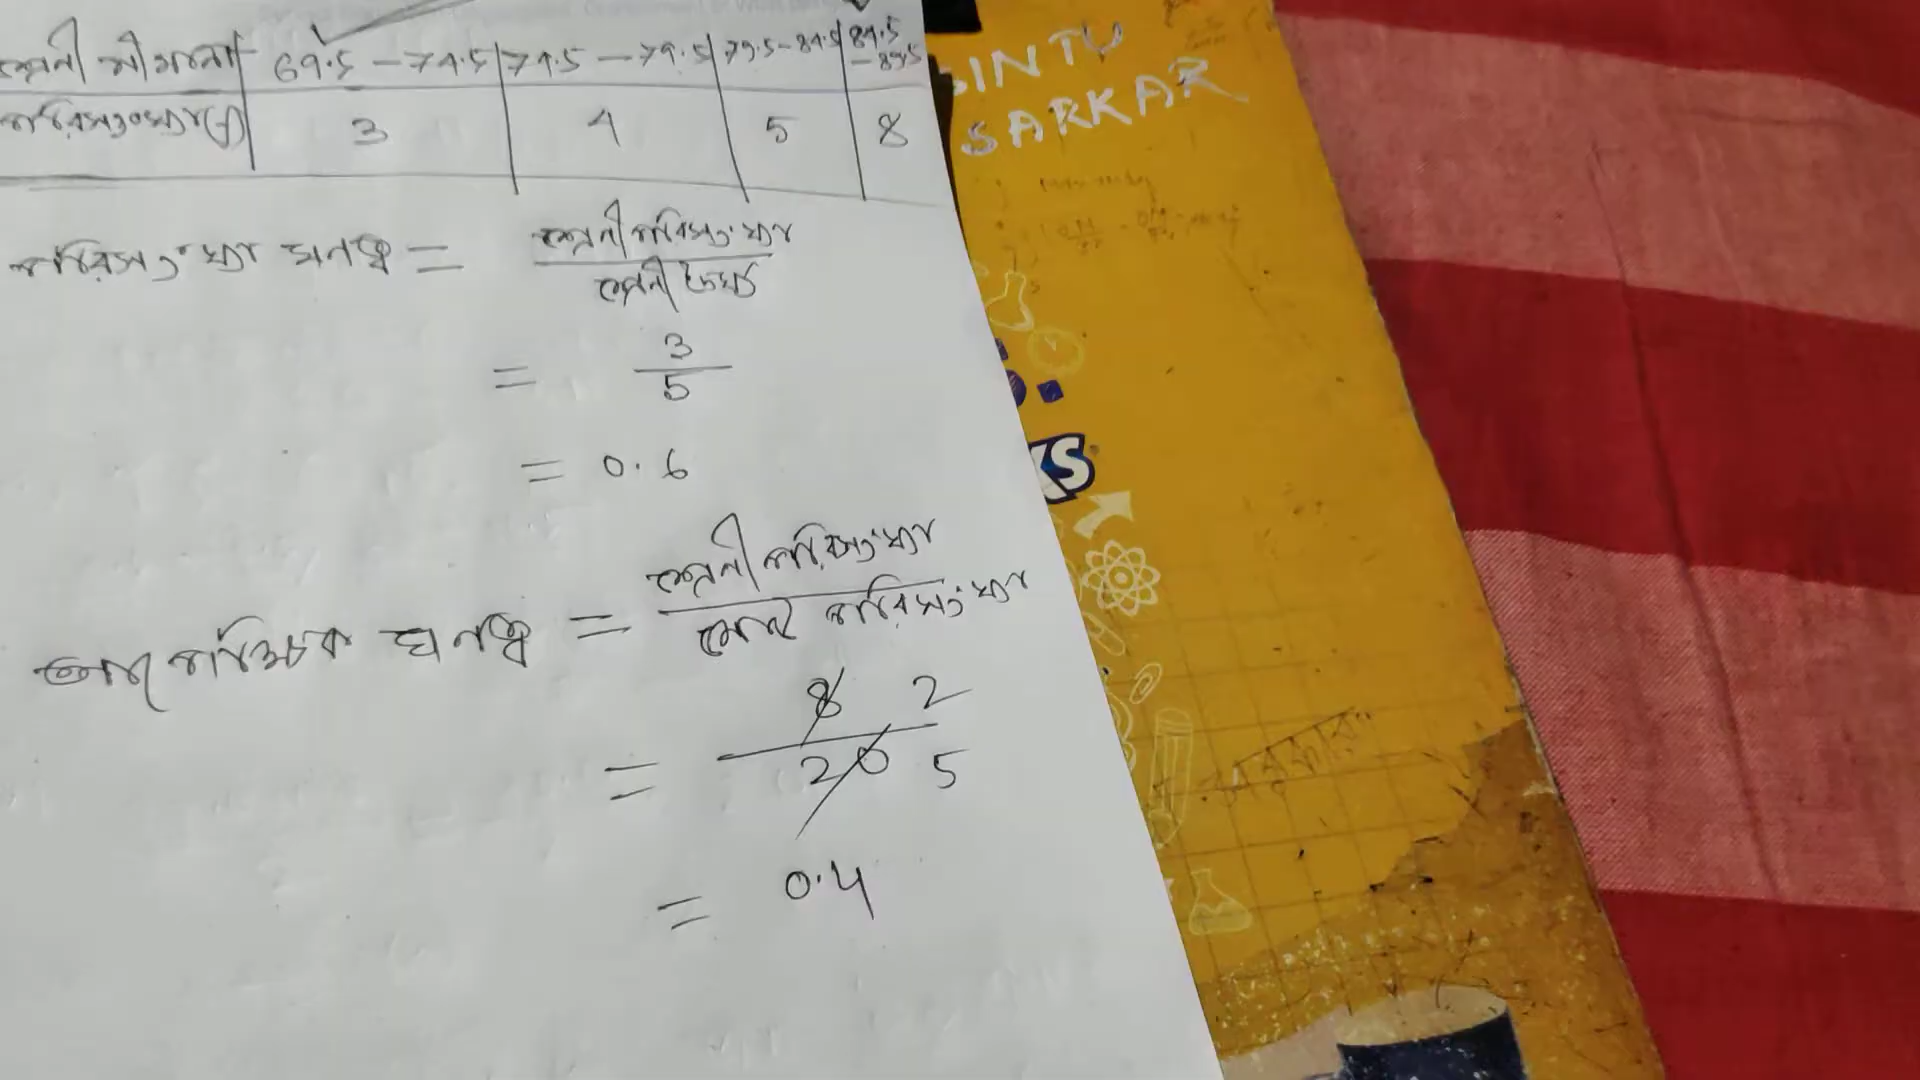 শ্রেনী সীমানা 69.5 – 74.5 74.5 – 79.5 79.5 – 84.5 84.5 – 89.5
পরিসংখ্যা (f) 3 4 5 8
পরিসংখ্যা ঘনত্ব = শ্রেনী পরিসংখ্যা
শ্রেনী দৈর্ঘ্য
= 3
5
= 0.6
ঘনত্ব = শ্রেনী পরিসংখ্যা
মোট পরিসংখ্যা
= 8 2
20 5
= 0.4
SARKAR
KS